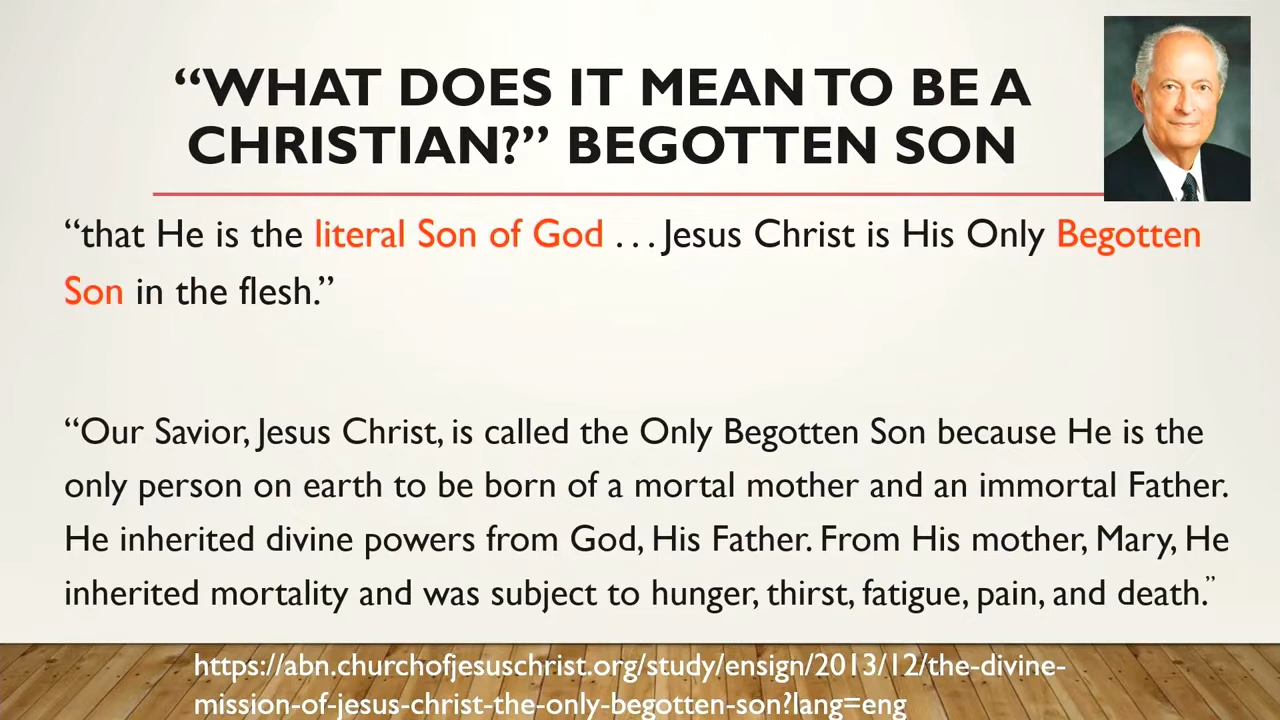 “WHAT DOES IT MEAN TO BE A
CHRISTIAN?” BEGOTTEN SON
“that He is the literal Son of God . . . Jesus Christ is His Only Begotten
Son in the flesh.”
“Our Savior, Jesus Christ, is called the Only Begotten Son because He is the
only person on earth to be born of a mortal mother and an immortal Father.
He inherited divine powers from God, His Father. From His mother, Mary, He
inherited mortality and was subject to hunger, thirst, fatigue, pain, and death.”
https://abn.churchofjesuschrist.org/study/ensign/2013/12/the-divine-
mission-of-jesus-christ-the-only-begotten-son?lang=eng